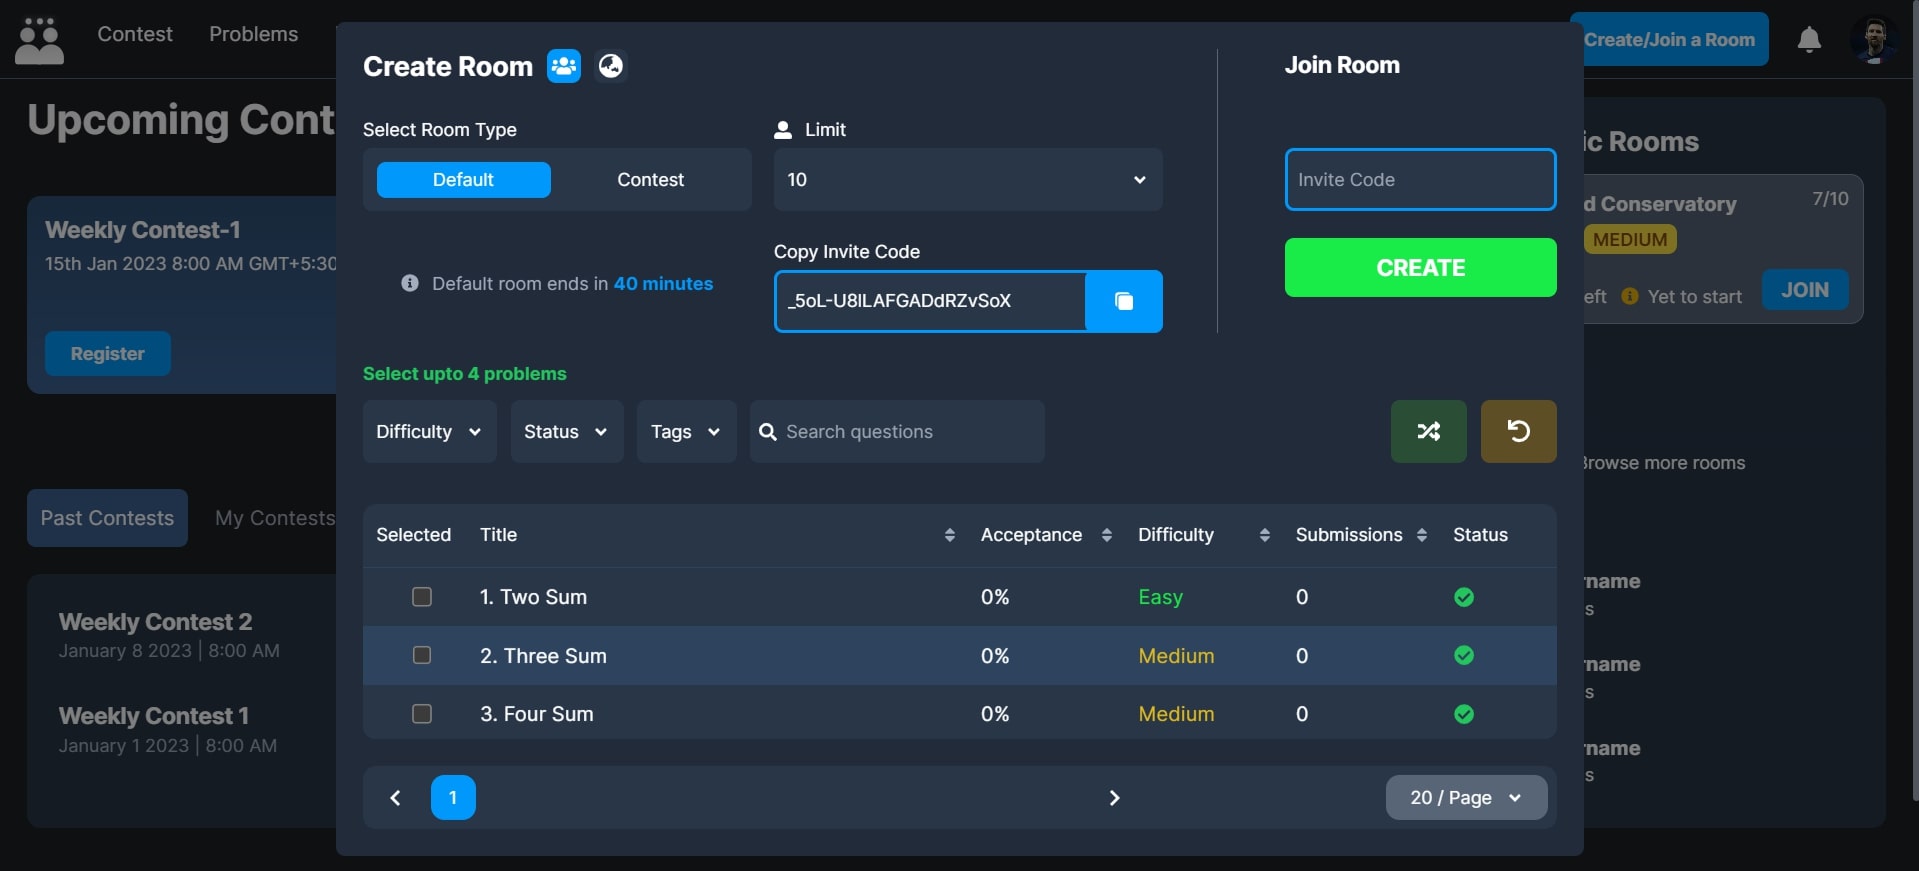 Contest
Problems
Create/Join a Room
Upcoming Cont
Weekly Contest-1
15th Jan 2023 8:00 AM GMT+5:30
Register
Past Contests
My Contests
Weekly Contest 2
January 8 2023 | 8:00 AM
Weekly Contest 1
January 1 2023 | 8:00 AM
Create Room
Select Room Type
Default
Contest
Limit
10
Default room ends in 40 minutes
Copy Invite Code
_5oL-U8lLAFGADdRZvSoX
Join Room
Invite Code
CREATE
Select upto 4 problems
Difficulty
Status
Tags
Search questions
Selected Title Acceptance Difficulty Submissions Status
1. Two Sum 0% Easy 0
2. Three Sum 0% Medium 0
3. Four Sum 0% Medium 0
1
20 / Page
ic Rooms
d Conservatory 7/10
MEDIUM
eft Yet to start JOIN
Browse more rooms
rname
s
rname
s
rname
s